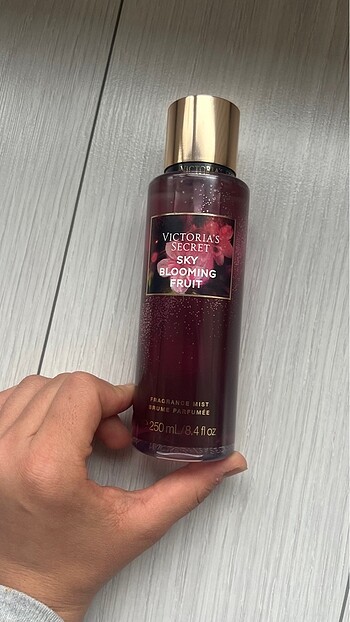 VICTORIA'S
SECRET
SKY
BLOOMING
FRUIT
FRAGRANCE MIST
BRUME PARFUMÉE
250 mL/8.4 fl oz